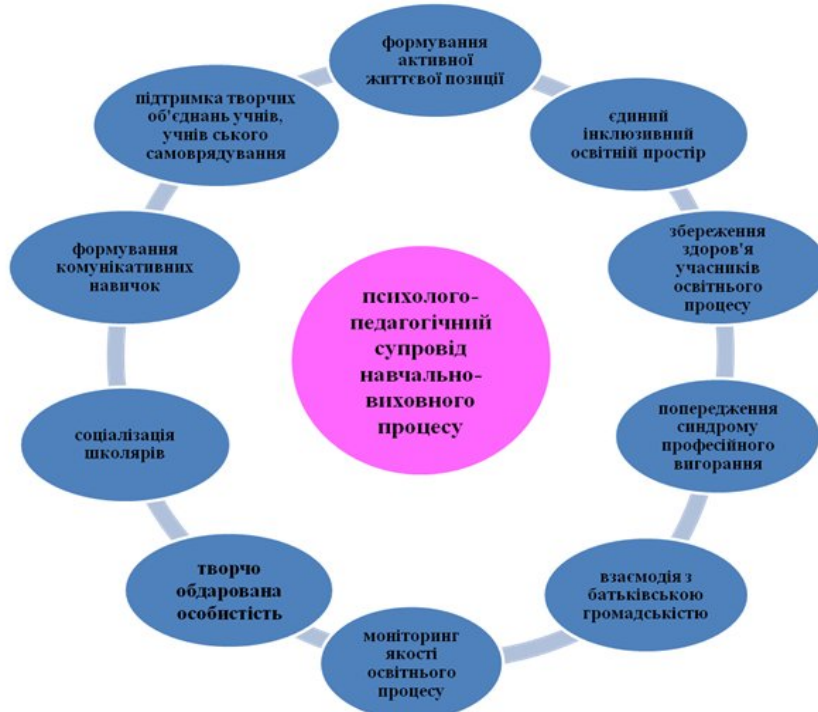 формування
активної
життєвої позиції
єдиний
інклюзивний
освітній простір
збереження
здоров'я
учасників
освітнього
процесу
попередження
синдрому
професійного
вигорання
взаємодія з
батьківською
громадськістю
моніторинг
якості
освітнього
процесу
творчо
обдарована
особистість
соціалізація
школярів
формування
комунікативних
навичок
підтримка творчих
об'єднань учнів,
учнів ського
самоврядування
психолого-
педагогічний
супровід
навчально-
виховного
процесу